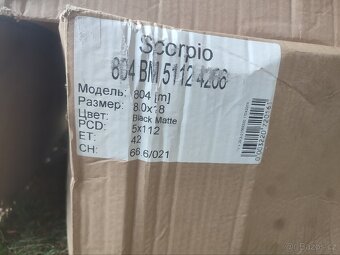 Scorpio
804 BM 5112 4266
Модель: 804 [m]
Размер: 8.0x18
Цвет: Black Matte
PCD: 5x112
ET: 42
CH: 66.6/021